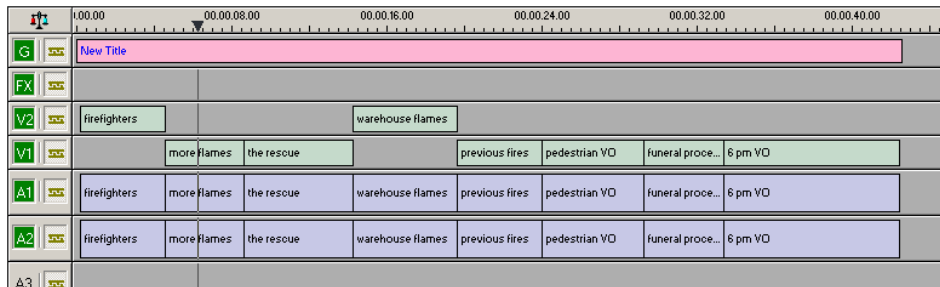 0.00 00.00.08.00 00.00.16.00 00.00.24.00 00.00.32.00 00.00.40.00
G New Title
FX
V2 firefighters warehouse flames
V1 more flames the rescue previous fires pedestrian VO funeral proce... 6 pm VO
A1 firefighters more flames the rescue warehouse flames previous fires pedestrian VO funeral proce... 6 pm VO
A2 firefighters more flames the rescue warehouse flames previous fires pedestrian VO funeral proce... 6 pm VO
A3